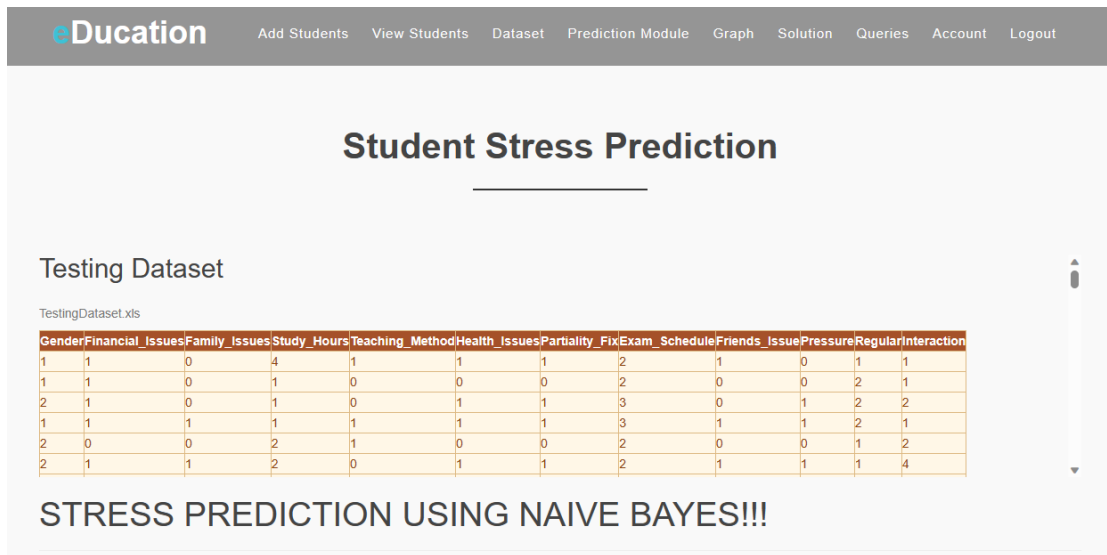 eDucation Add Students View Students Dataset Prediction Module Graph Solution Queries Account Logout
Student Stress Prediction
Testing Dataset
TestingDataset.xls
Gender Financial_Issues Family_Issues Study_Hours Teaching_Method Health_Issues Partiality_Fix Exam_Schedule Friends_Issue Pressure Regular Interaction
1 1 0 4 1 1 1 2 1 0 1 1
1 1 0 1 0 0 0 2 0 0 2 1
2 1 0 1 0 1 1 3 0 1 2 2
1 1 1 1 1 1 1 3 1 1 2 1
2 0 0 2 1 0 0 2 0 0 1 2
2 1 1 2 0 1 1 2 1 1 1 4
STRESS PREDICTION USING NAIVE BAYES!!!